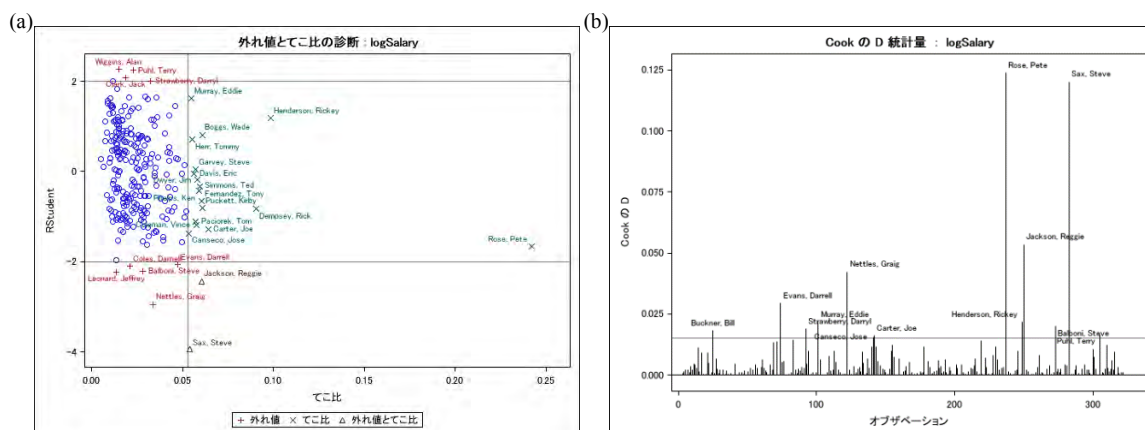 (a)
外れ値とてこ比の診断 : logSalary
Wiggins, Alan
Puhl, Terry
Clark, Jack
Strawberry, Darryl
Murray, Eddie
Henderson, Rickey
Boggs, Wade
Herr, Tommy
Garvey, Steve
Davis, Eric
Dwyer, Jim
Simmons, Ted
Fernandez, Tony
Puckett, Kirby
Dempsey, Rick
Paciorek, Tom
Carter, Joe
Canseco, Jose
Rose, Pete
Coles, Darnell
Evans, Darrell
Leonard, Jeffrey
Balboni, Steve
Jackson, Reggie
Nettles, Graig
Sax, Steve
RStudent
2
0
-2
-4
0.00
0.05
0.10
0.15
0.20
0.25
てこ比
+ 外れ値 × てこ比 △ 外れ値とてこ比
(b)
Cook の D 統計量 : logSalary
Rose, Pete
Sax, Steve
Jackson, Reggie
Nettles, Graig
Evans, Darrell
Henderson, Rickey
Murray, Eddie
Strawberry, Darryl
Buckner, Bill
Canseco, Jose
Carter, Joe
Balboni, Steve
Puhl, Terry
Cook の D
0.125
0.100
0.075
0.050
0.025
0.000
0
100
200
300
オブザベーション